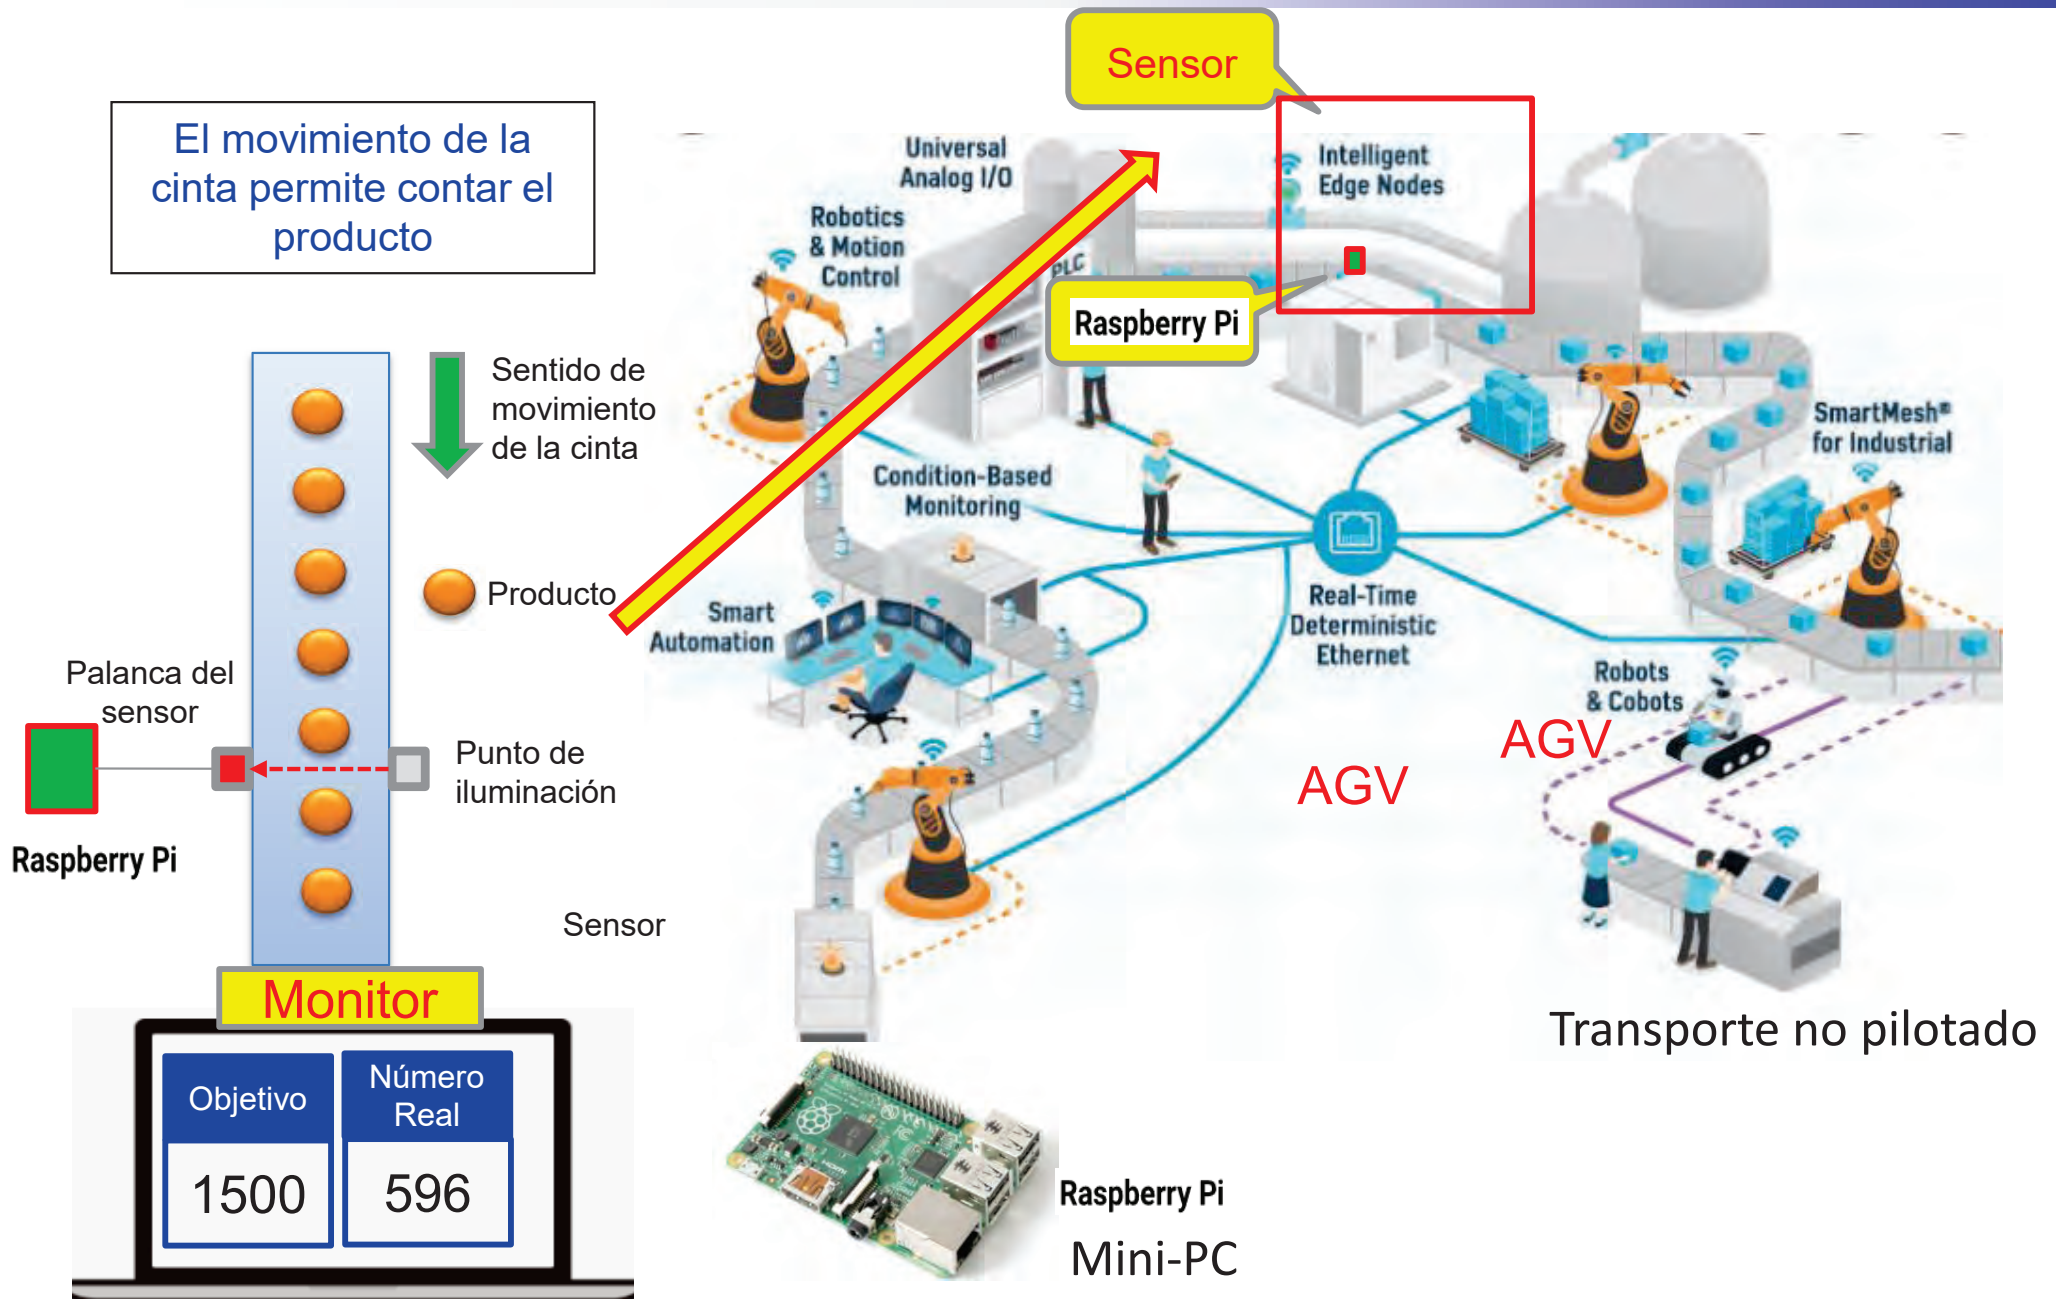 Sensor
El movimiento de la
cinta permite contar el
producto
Universal
Analog I/O
Intelligent
Edge Nodes
Robotics
& Motion
Control
PLC
Raspberry Pi
Sentido de
movimiento
de la cinta
SmartMesh®
for Industrial
Condition-Based
Monitoring
Producto
Smart
Automation
Real-Time
Deterministic
Ethernet
Palanca del
sensor
Robots
& Cobots
AGV
AGV
Punto de
iluminación
Raspberry Pi
Sensor
Monitor
Transporte no pilotado
Objetivo
Número
Real
1500
596
Raspberry Pi
Mini-PC